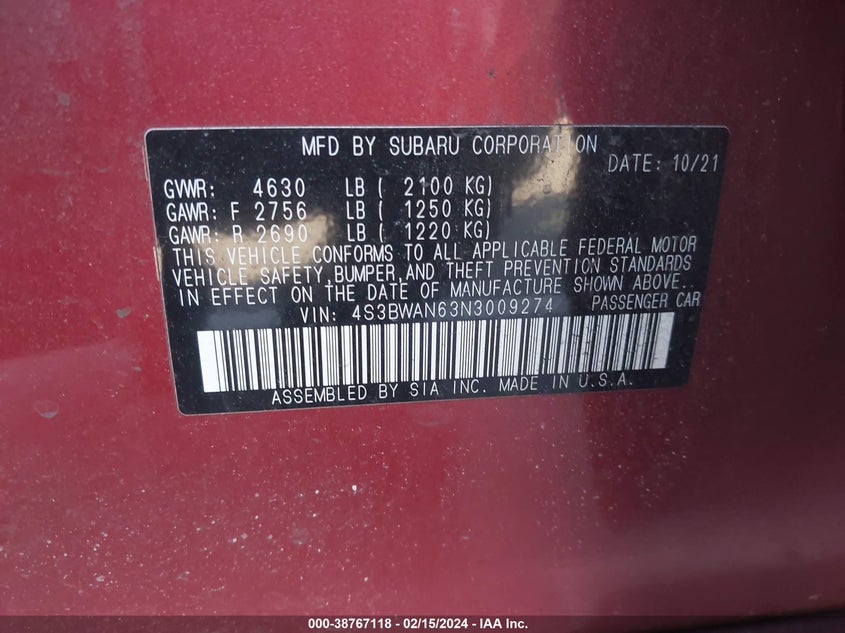 MFD BY SUBARU CORPORATION
DATE: 10/21
GVWR: 4630 LB ( 2100 KG)
GAWR: F 2756 LB ( 1250 KG)
GAWR: R 2690 LB ( 1220 KG)
THIS VEHICLE CONFORMS TO ALL APPLICABLE FEDERAL MOTOR
VEHICLE SAFETY,BUMPER,AND THEFT PREVENTION STANDARDS
IN EFFECT ON THE DATE OF MANUFACTURE SHOWN ABOVE..
VIN: 4S3BWAN63N3009274 PASSENGER CAR
ASSEMBLED BY SIA INC. MADE IN U.S.A.
000-38767118 - 02/15/2024 - IAA Inc.